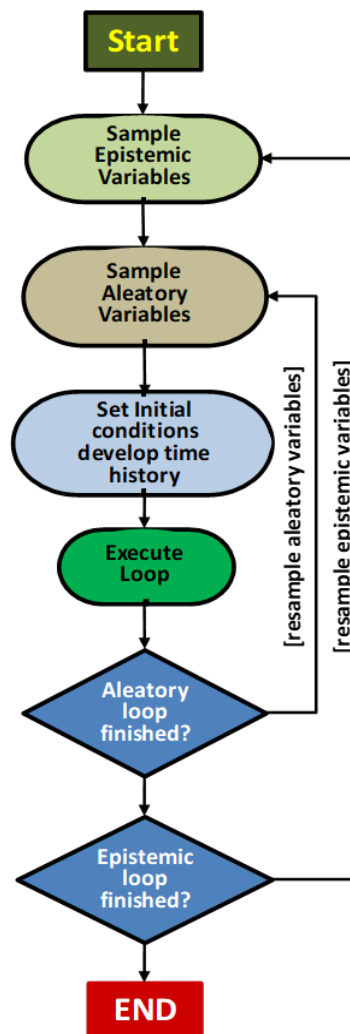 Start
Sample
Epistemic
Variables
Sample
Aleatory
Variables
Set Initial
conditions
develop time
history
Execute
Loop
[resample aleatory variables]
[resample epistemic variables]
Aleatory
loop
finished?
Epistemic
loop
finished?
END